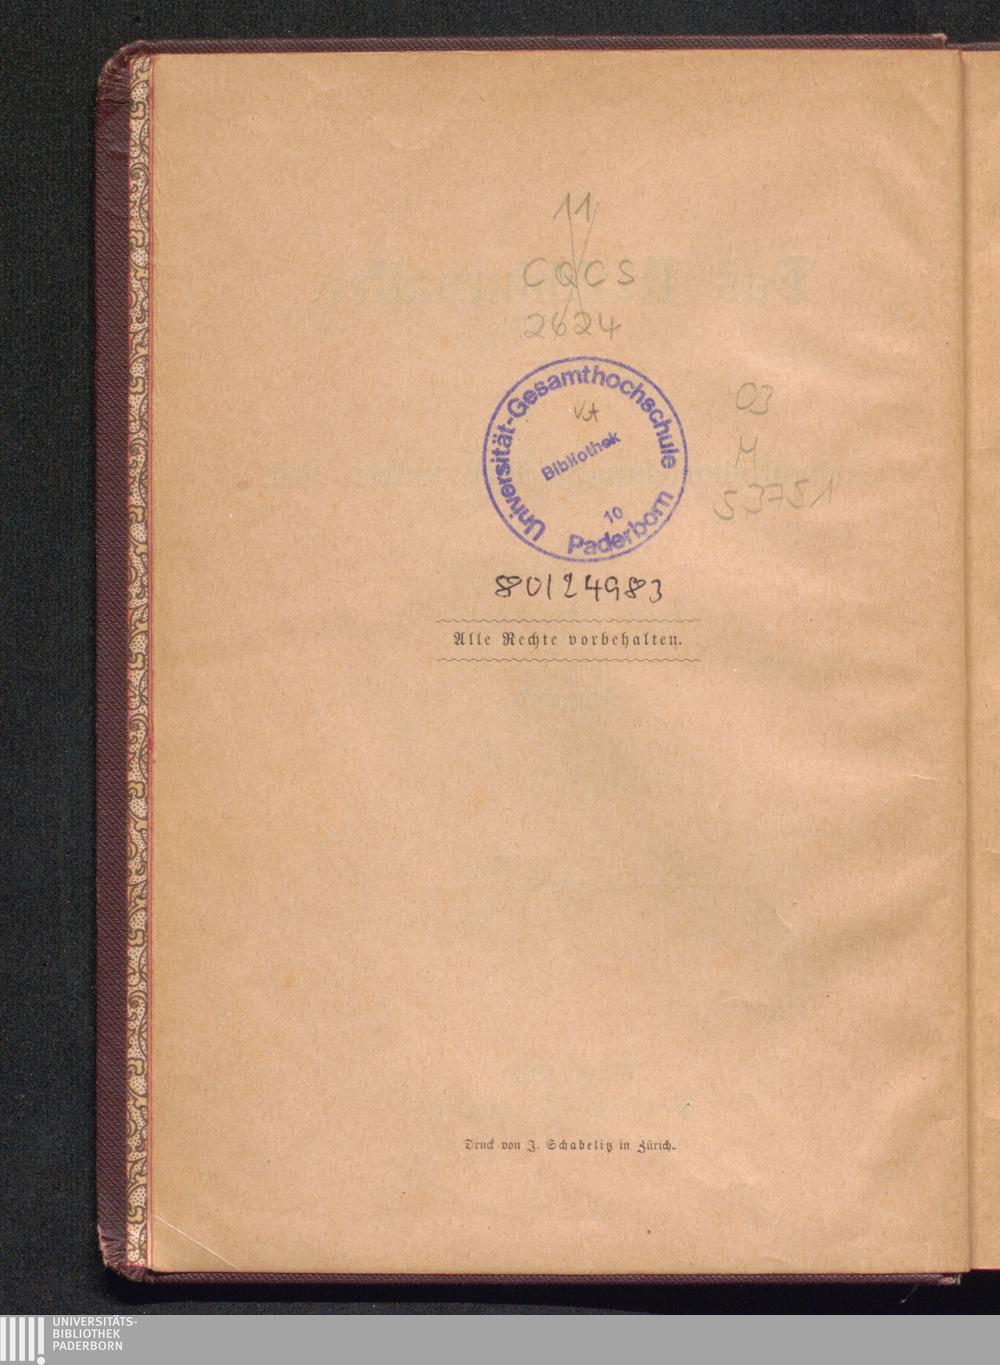 11
CQCS
2624
Universität-Gesamthochschule
V.A
Bibliothek
10
Paderborn
03
M
53751
80124983
Alle Rechte vorbehalten.
Druck von J. Schabelitz in Zürich.
UNIVERSITÄTS-
BIBLIOTHEK
PADERBORN